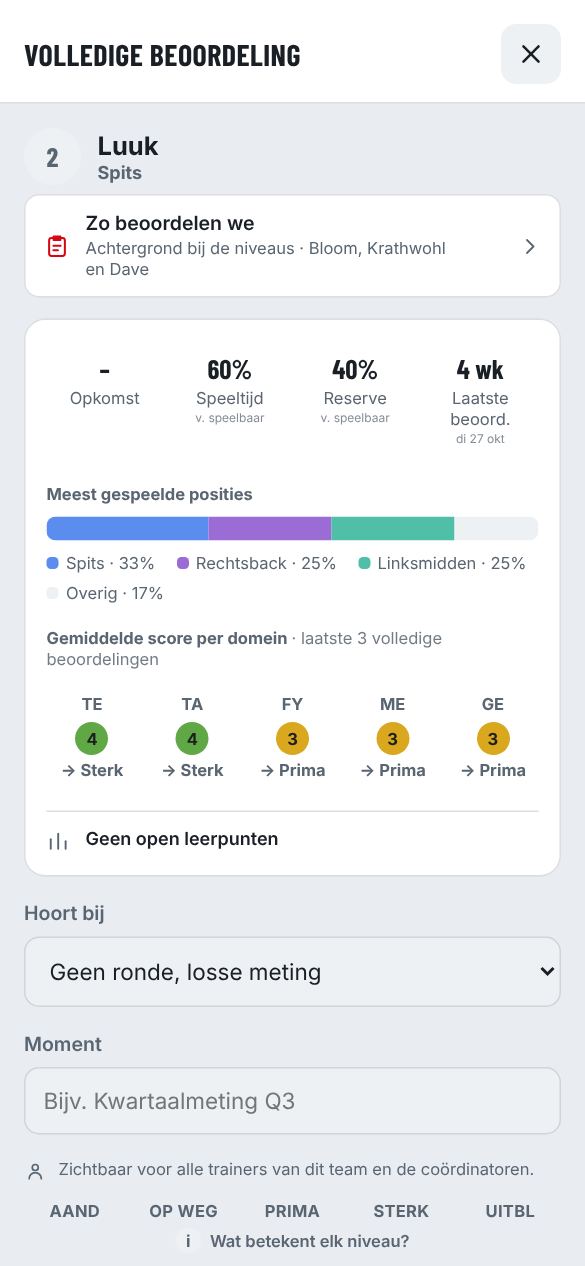 VOLLEDIGE BEOORDELING
2
Luuk
Spits
Zo beoordelen we
Achtergrond bij de niveaus · Bloom, Krathwohl
en Dave
– 60% 40% 4 wk
Opkomst Speeltijd Reserve Laatste
beoord.
v. speelbaar v. speelbaar
di 27 okt
Meest gespeelde posities
Spits · 33% Rechtsback · 25% Linksmidden · 25%
Overig · 17%
Gemiddelde score per domein · laatste 3 volledige
beoordelingen
TE TA FY ME GE
4 4 3 3 3
→ Sterk → Sterk → Prima → Prima → Prima
Geen open leerpunten
Hoort bij
Geen ronde, losse meting
Moment
Bijv. Kwartaalmeting Q3
Zichtbaar voor alle trainers van dit team en de coördinatoren.
AAND OP WEG PRIMA STERK UITBL
i Wat betekent elk niveau?